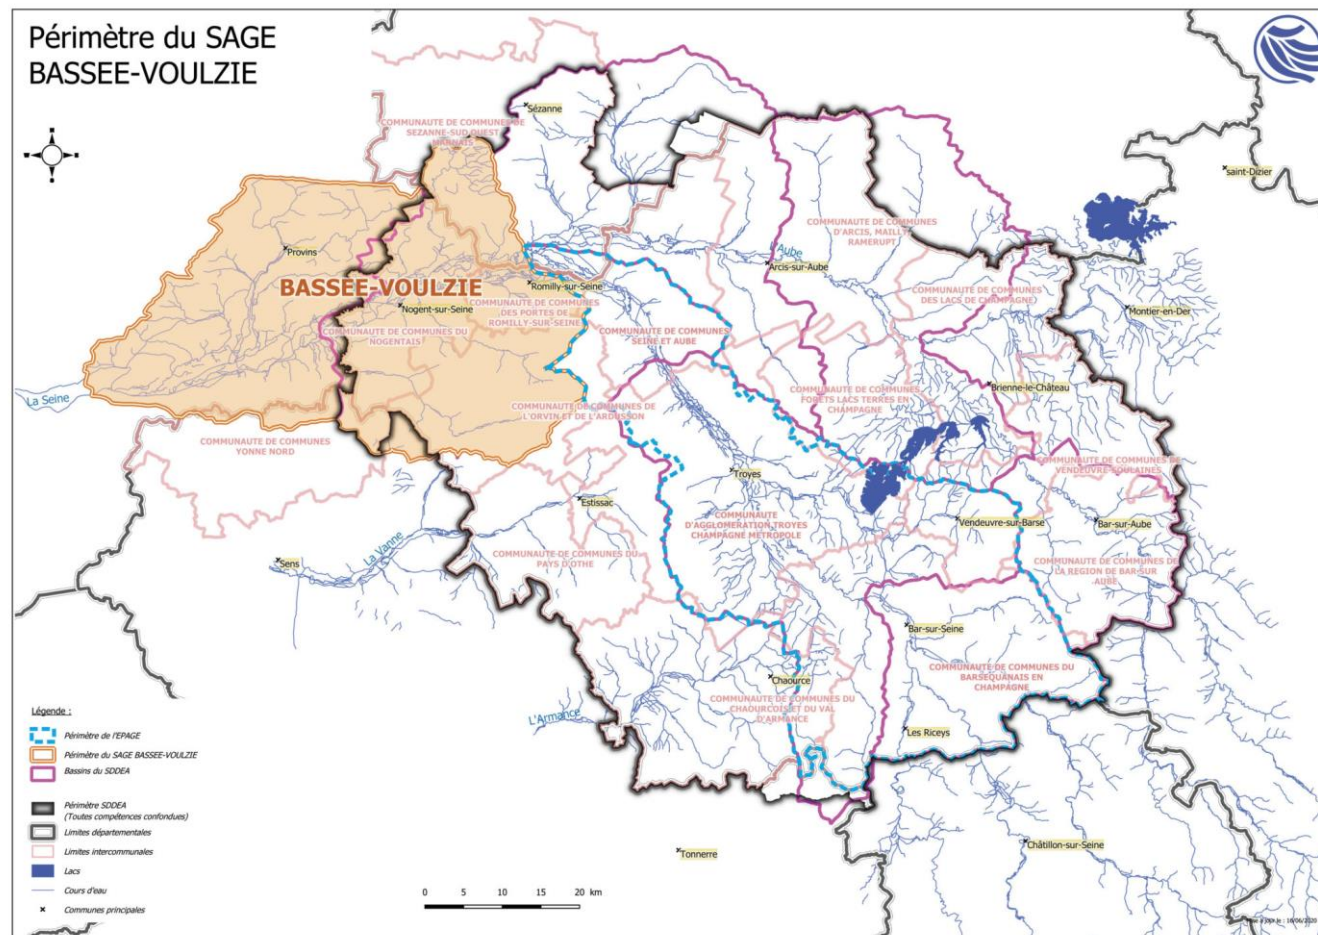 Périmètre du SAGE
BASSEE-VOULZIE
Sézanne
COMMUNAUTE DE COMMUNES DE
SEZANNE-SUD OUEST
MARNAIS
saint-Dizier
Provins
COMMUNAUTE DE COMMUNES
D'ARCIS, MAILLY,
RAMERUPT
L'Aube
Arcis-sur-Aube
BASSEE-VOULZIE
Romilly-sur-Seine
COMMUNAUTE DE COMMUNES
DES LACS DE CHAMPAGNE
Nogent-sur-Seine
COMMUNAUTE DE COMMUNES
DES PORTES DE
ROMILLY-SUR-SEINE
Montier-en-Der
COMMUNAUTE DE COMMUNES DU
NOGENTAIS
COMMUNAUTE DE COMMUNES
SEINE ET AUBE
Brienne-le-Château
La Seine
COMMUNAUTE DE COMMUNES
FORETS LACS TERRES EN
CHAMPAGNE
COMMUNAUTE DE COMMUNES DE
L'ORVIN ET DE L'ARDUSSON
COMMUNAUTE DE COMMUNES
YONNE NORD
COMMUNAUTE DE COMMUNES DE
VENDEUVRE-SOULAINES
Troyes
Estissac
COMMUNAUTE
D'AGGLOMERATION TROYES
CHAMPAGNE METROPOLE
Vendeuvre-sur-Barse
Bar-sur-Aube
La Vanne
Sens
COMMUNAUTE DE COMMUNES DU
PAYS D'OTHE
COMMUNAUTE DE COMMUNES DE
LA REGION DE BAR-SUR
AUBE
Bar-sur-Seine
COMMUNAUTE DE COMMUNES DU
BARSEQUANAIS EN
CHAMPAGNE
Chaource
COMMUNAUTE DE COMMUNES DU
CHAOURCOIS ET DU VAL
D'ARMANCE
L'Armance
Les Riceys
Tonnerre
Châtillon-sur-Seine
Légende :
Périmètre de l'EPAGE
Périmètre du SAGE BASSEE-VOULZIE
Bassins du SDDEA
Périmètre SDDEA
(Toutes compétences confondues)
Limites départementales
Limites intercommunales
Lacs
Cours d'eau
Communes principales
0 5 10 15 20 km
Mise à jour le : 10/06/2020